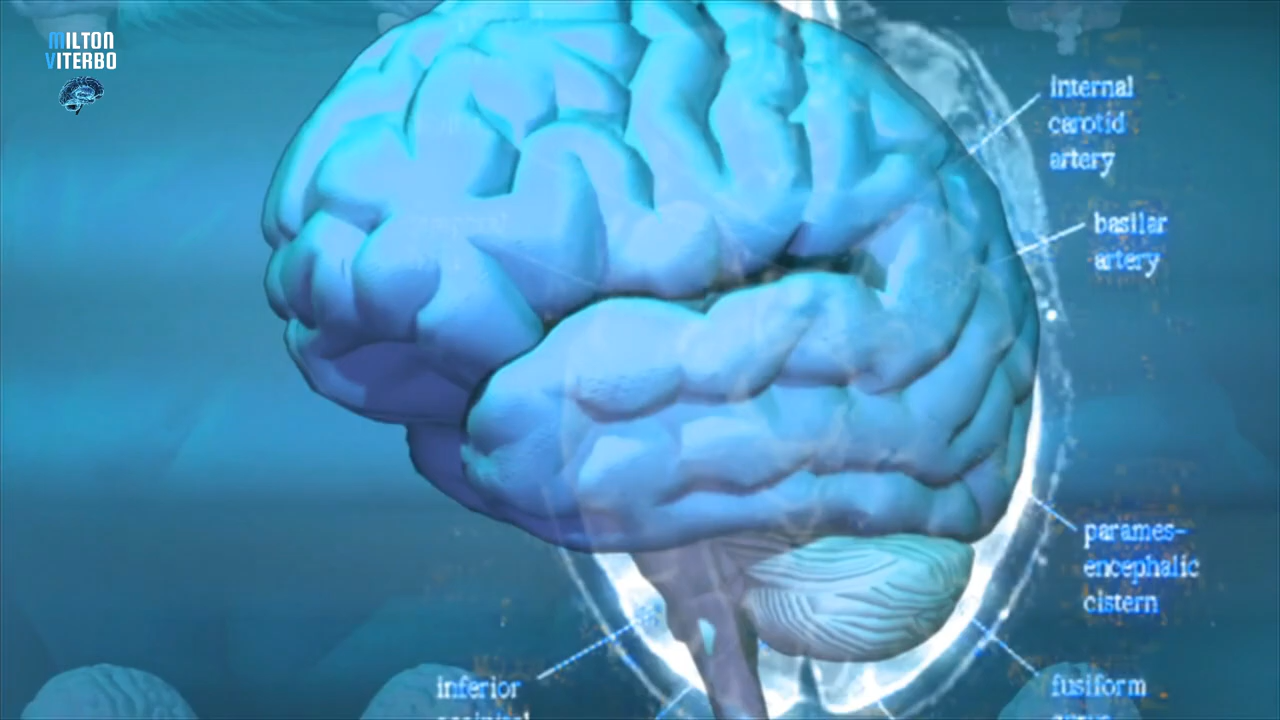 MILTON
VITERBO
internal
carotid
artery
basilar
artery
parames-
encephalic
cistern
inferior
fusiform